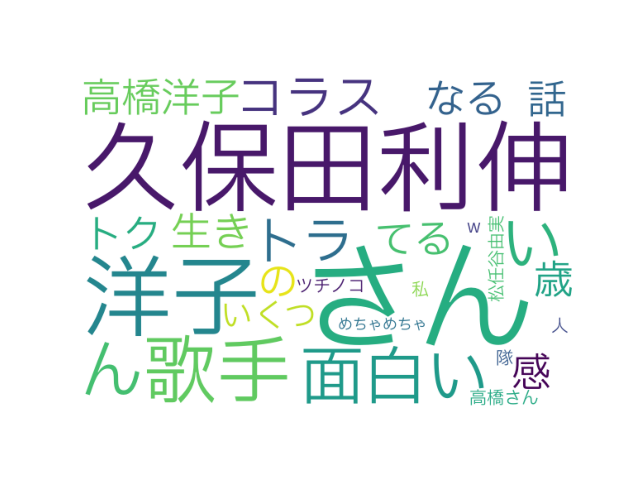 高橋洋子 コラス なる 話
久保田利伸
トク 生き トラ てる w 松任谷由実 い
洋子 の ツチノコ さん 私 歳
いくつ めちゃめちゃ 人
ん 歌手 面白い 隊 感
高橋さん